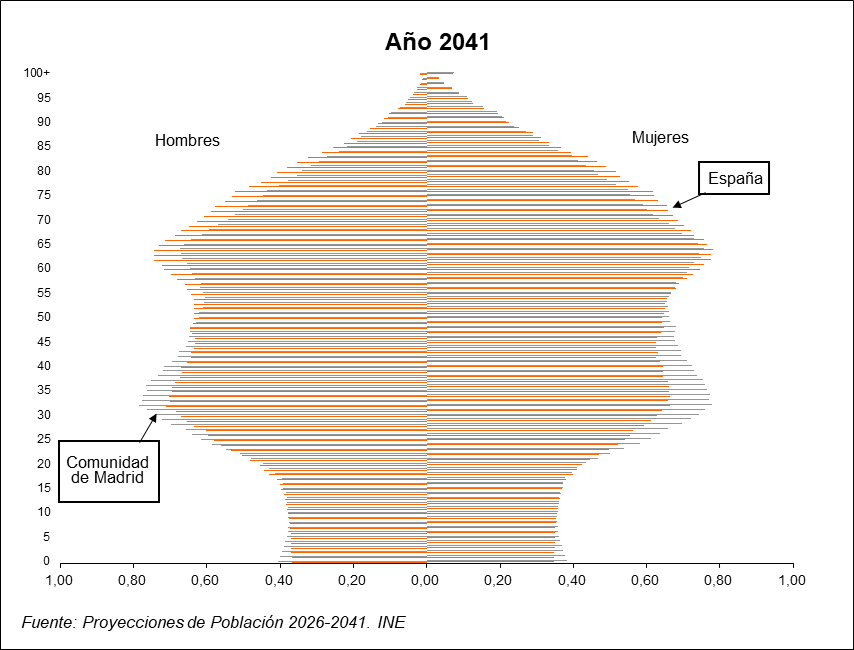 Año 2041
Hombres
Mujeres
España
Comunidad
de Madrid
100+
95
90
85
80
75
70
65
60
55
50
45
40
35
30
25
20
15
10
5
0
1,00 0,80 0,60 0,40 0,20 0,00 0,20 0,40 0,60 0,80 1,00
Fuente: Proyecciones de Población 2026-2041. INE